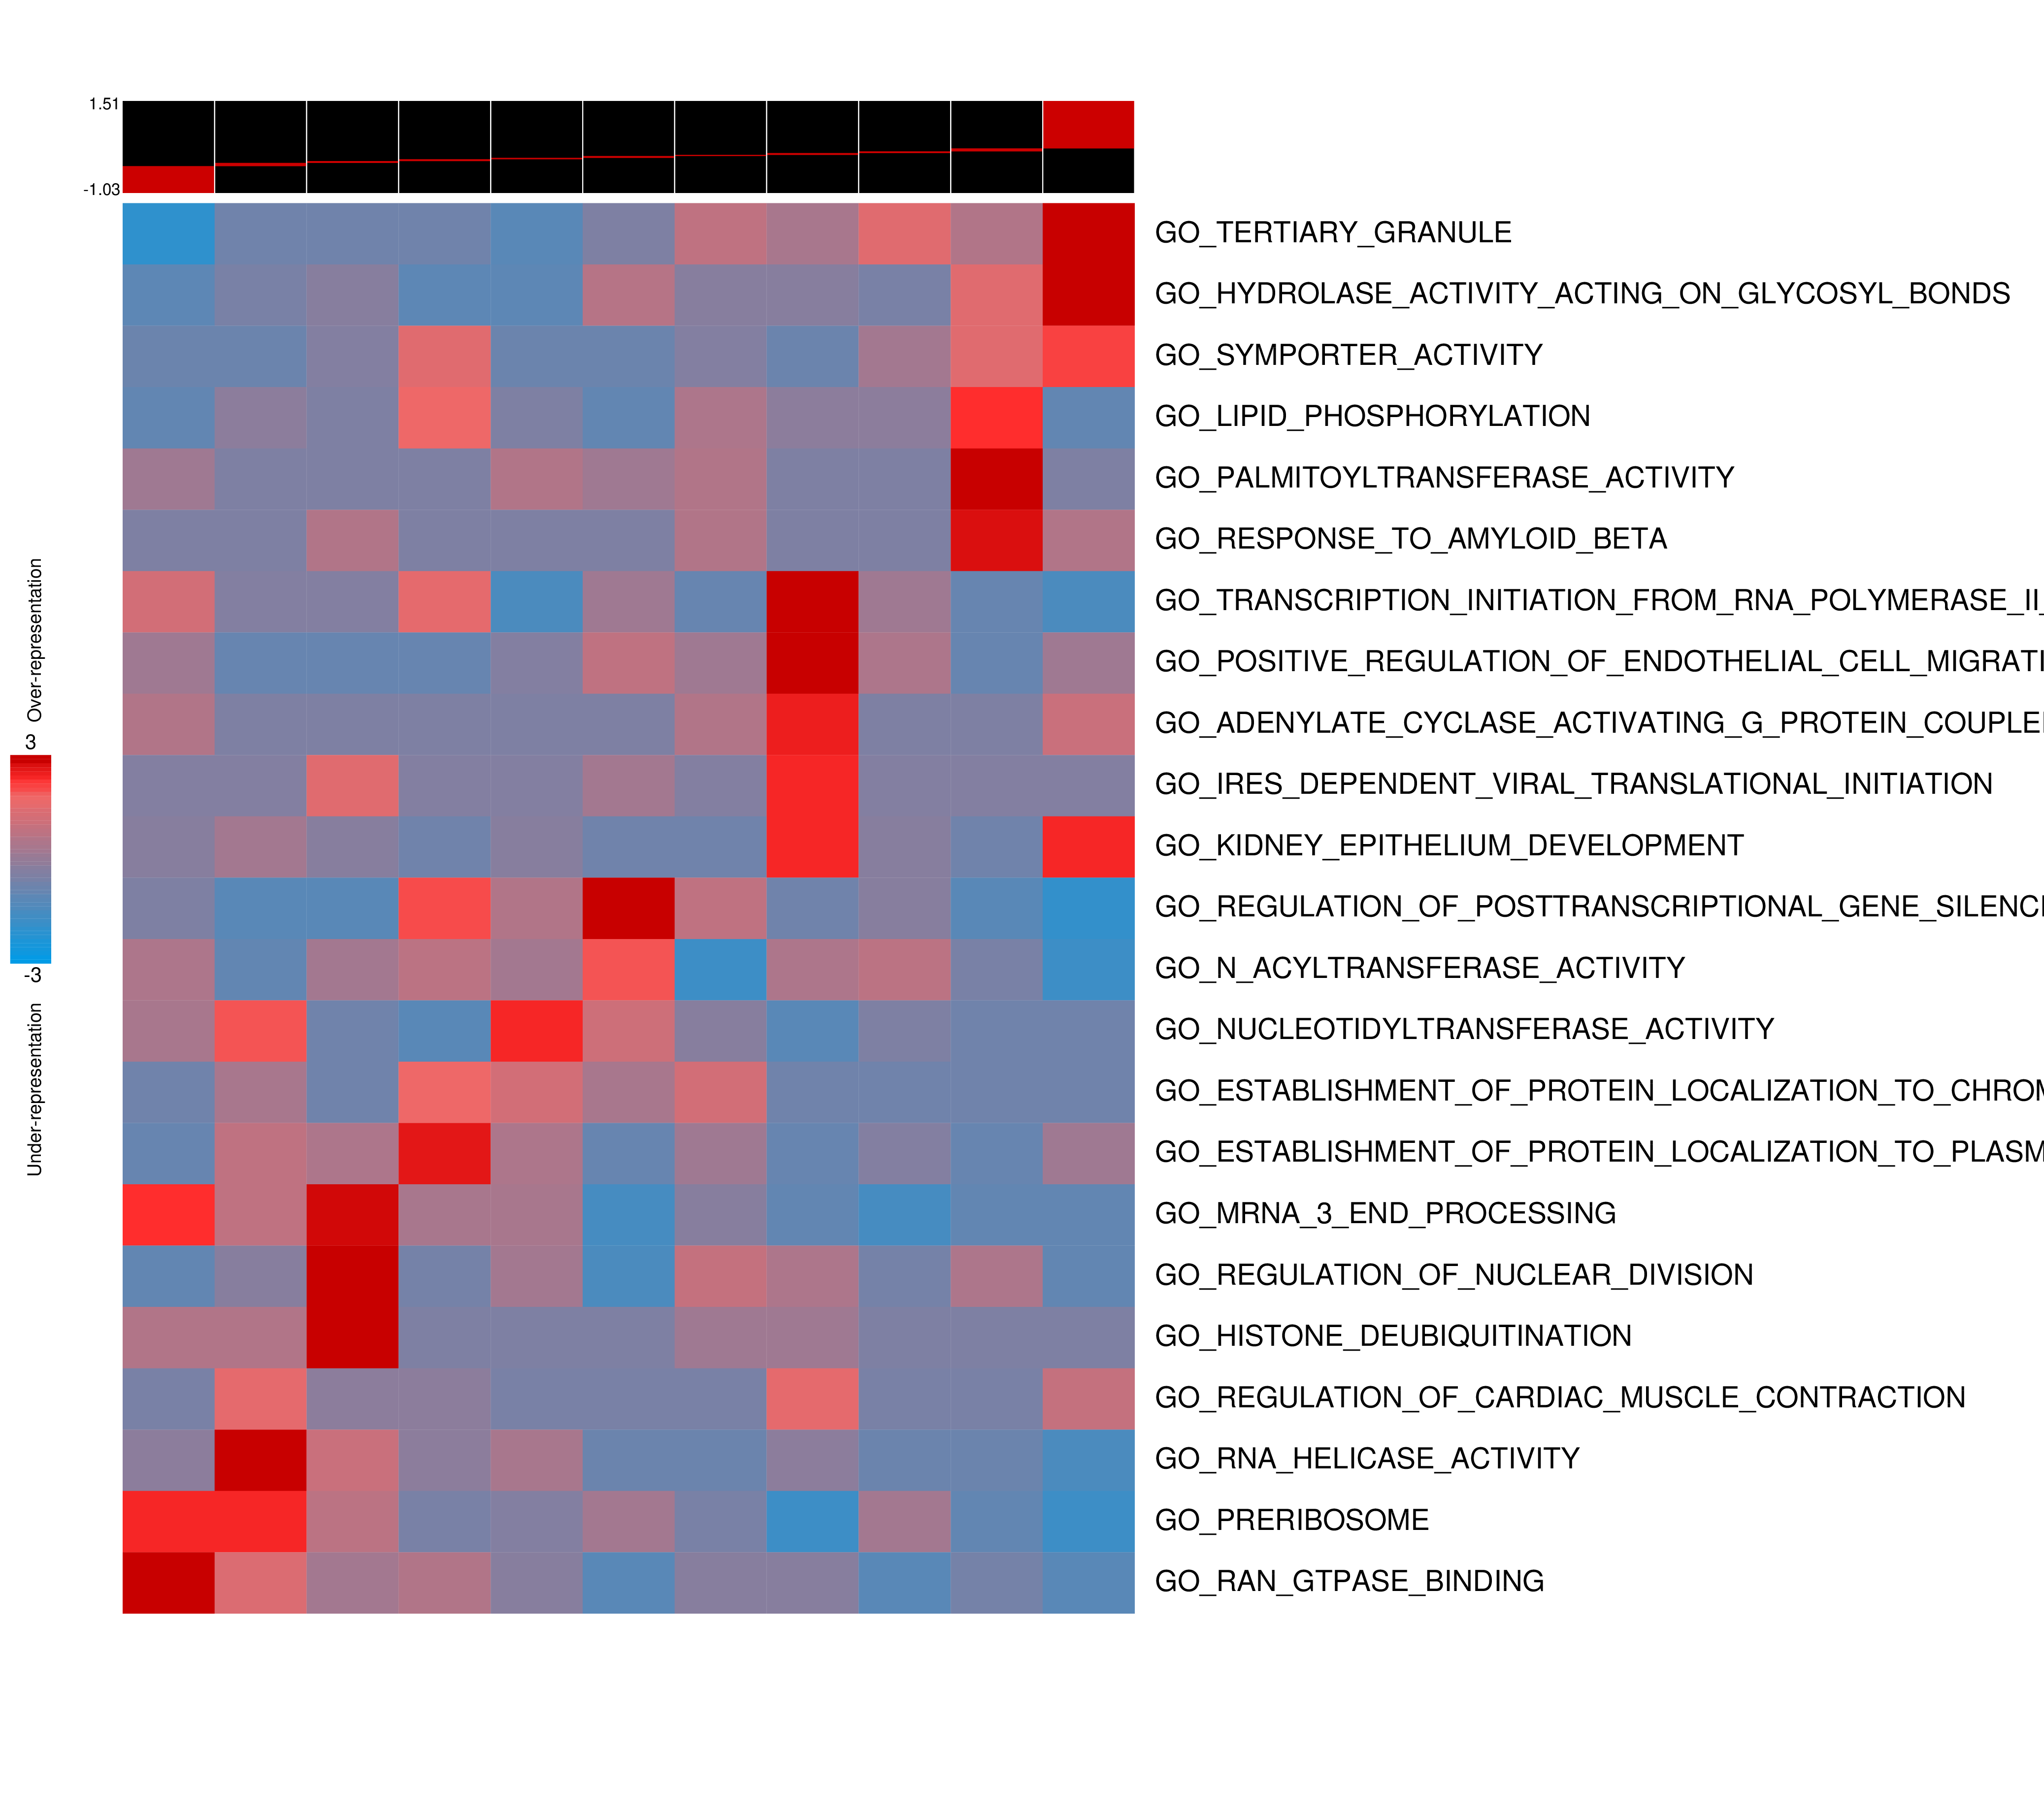 1.51
-1.03
GO_TERTIARY_GRANULE
GO_HYDROLASE_ACTIVITY_ACTING_ON_GLYCOSYL_BONDS
GO_SYMPORTER_ACTIVITY
GO_LIPID_PHOSPHORYLATION
GO_PALMITOYLTRANSFERASE_ACTIVITY
GO_RESPONSE_TO_AMYLOID_BETA
GO_TRANSCRIPTION_INITIATION_FROM_RNA_POLYMERASE_II_
GO_POSITIVE_REGULATION_OF_ENDOTHELIAL_CELL_MIGRATI
GO_ADENYLATE_CYCLASE_ACTIVATING_G_PROTEIN_COUPLE
GO_IRES_DEPENDENT_VIRAL_TRANSLATIONAL_INITIATION
GO_KIDNEY_EPITHELIUM_DEVELOPMENT
GO_REGULATION_OF_POSTTRANSCRIPTIONAL_GENE_SILENC
GO_N_ACYLTRANSFERASE_ACTIVITY
GO_NUCLEOTIDYLTRANSFERASE_ACTIVITY
GO_ESTABLISHMENT_OF_PROTEIN_LOCALIZATION_TO_CHROM
GO_ESTABLISHMENT_OF_PROTEIN_LOCALIZATION_TO_PLASM
GO_MRNA_3_END_PROCESSING
GO_REGULATION_OF_NUCLEAR_DIVISION
GO_HISTONE_DEUBIQUITINATION
GO_REGULATION_OF_CARDIAC_MUSCLE_CONTRACTION
GO_RNA_HELICASE_ACTIVITY
GO_PRERIBOSOME
GO_RAN_GTPASE_BINDING
Over-representation
3
-3
Under-representation